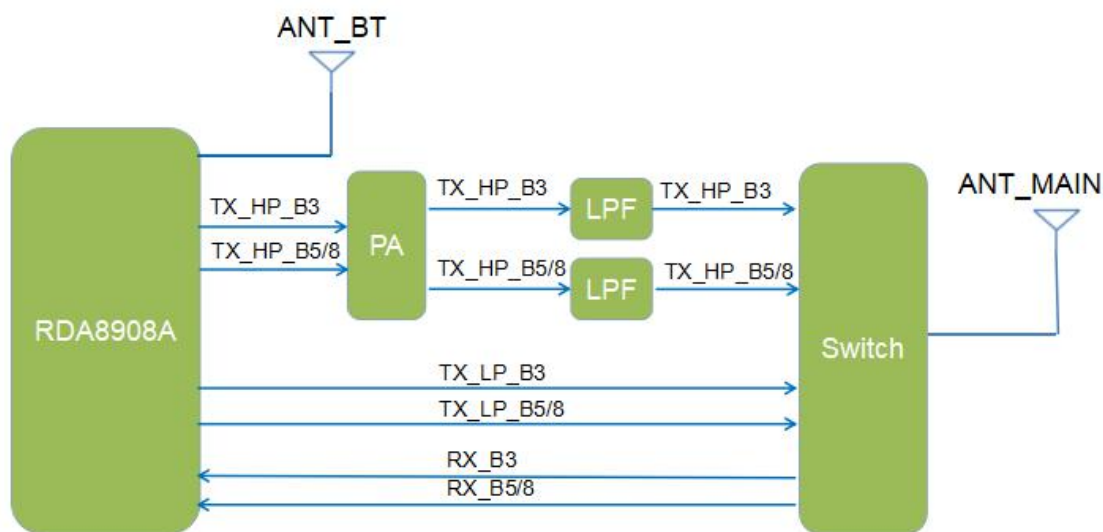 ANT_BT
ANT_MAIN
TX_HP_B3
TX_HP_B3
TX_HP_B3
LPF
TX_HP_B5/8
PA
TX_HP_B5/8
TX_HP_B5/8
LPF
RDA8908A
Switch
TX_LP_B3
TX_LP_B5/8
RX_B3
RX_B5/8